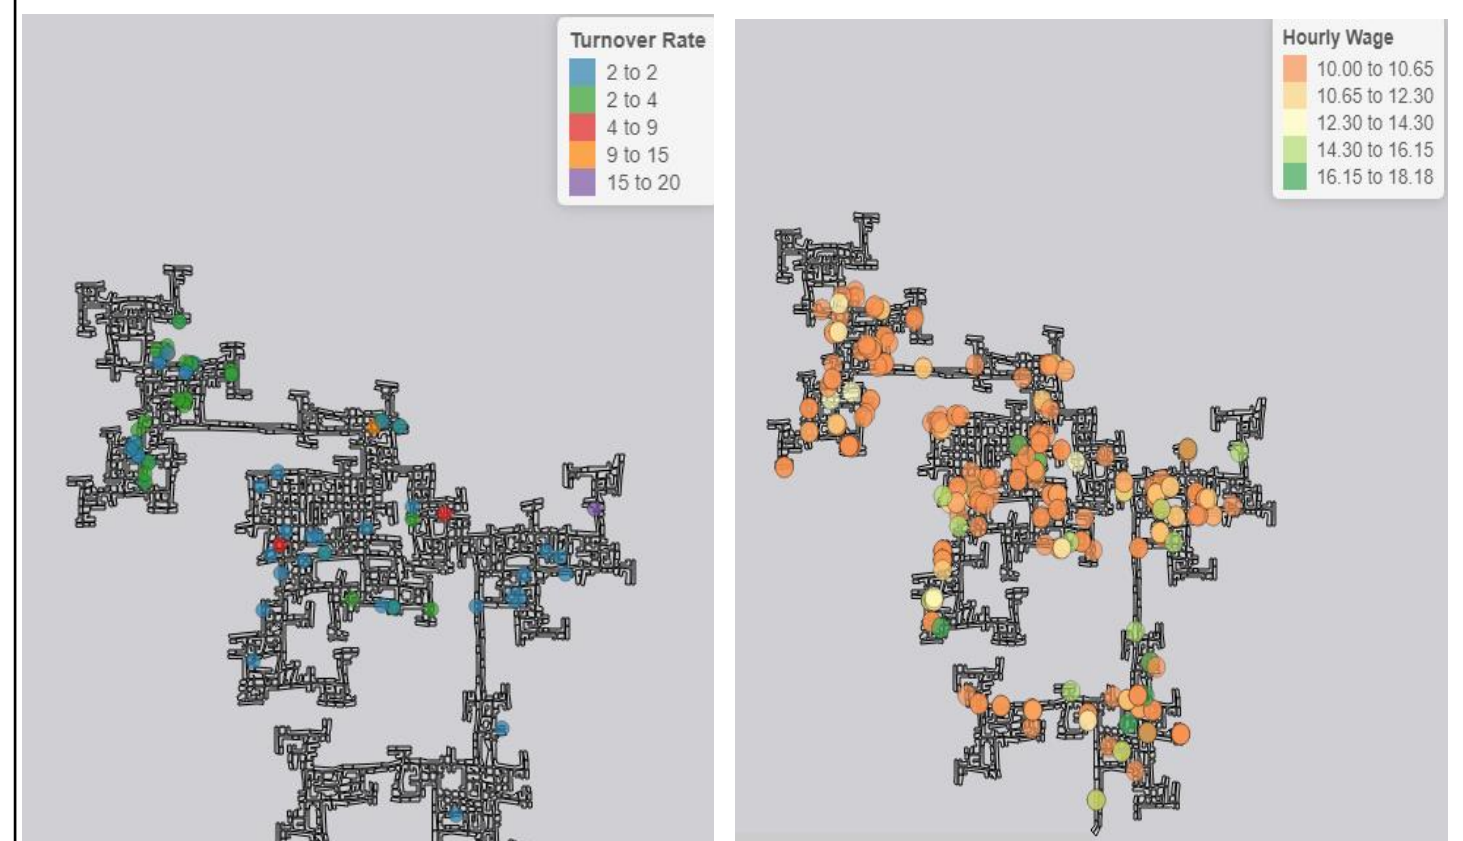 Turnover Rate
2 to 2
2 to 4
4 to 9
9 to 15
15 to 20
Hourly Wage
10.00 to 10.65
10.65 to 12.30
12.30 to 14.30
14.30 to 16.15
16.15 to 18.18